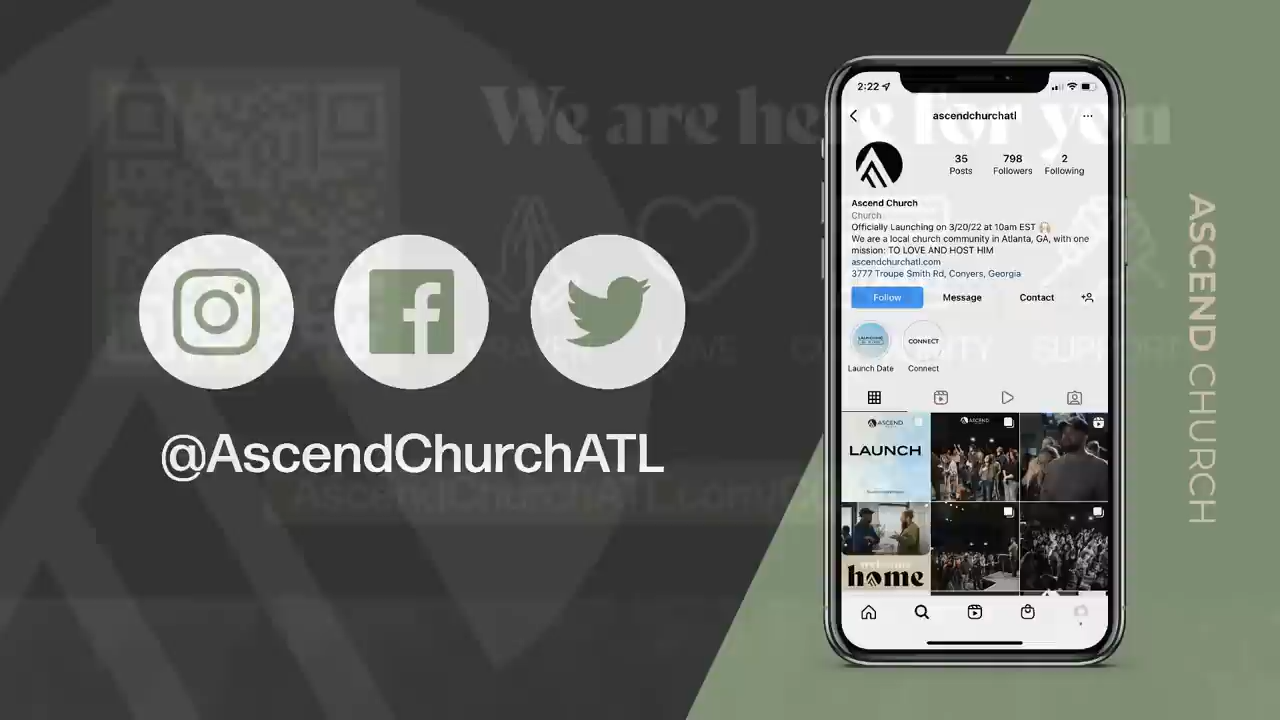 We are here for you
@AscendChurchATL
2:22
ascendchurchatl
35
798
2
Posts
Followers
Following
Ascend Church
Church
Officially Launching on 3/20/22 at 10am EST
We are a local church community in Atlanta, GA, with one
mission: TO LOVE AND HOST HIM
ascendchurchatl.com
3777 Troupe Smith Rd, Conyers, Georgia
Follow
Message
Contact
CONNECT
Launch Date
Connect
ASCEND
ASCEND
LAUNCH
home
ASCEND CHURCH